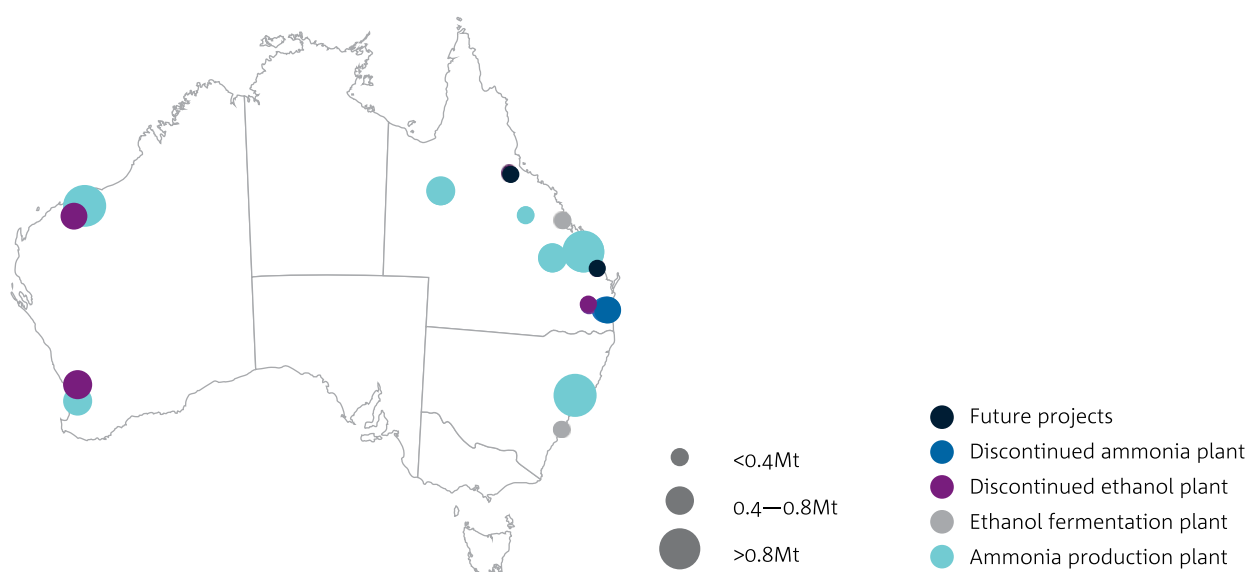 <0.4Mt
0.4—0.8Mt
>0.8Mt
Future projects
Discontinued ammonia plant
Discontinued ethanol plant
Ethanol fermentation plant
Ammonia production plant